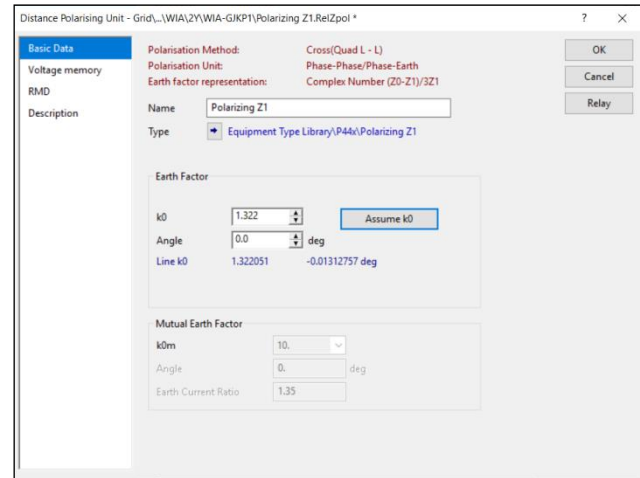 Distance Polarising Unit - Grid\...\WIA\2Y\WIA-GJKP1\Polarizing Z1.RelZpol *
? ×
Basic Data
Voltage memory
RMD
Description
Polarisation Method: Cross(Quad L - L)
Polarisation Unit: Phase-Phase/Phase-Earth
Earth factor representation: Complex Number (Z0-Z1)/3Z1
Name Polarizing Z1
Type Equipment Type Library\P44x\Polarizing Z1
OK
Cancel
Relay
Earth Factor
k0 1.322 Assume k0
Angle 0.0 deg
Line k0 1.322051 -0.01312757 deg
Mutual Earth Factor
k0m 10.
Angle 0. deg
Earth Current Ratio 1.35